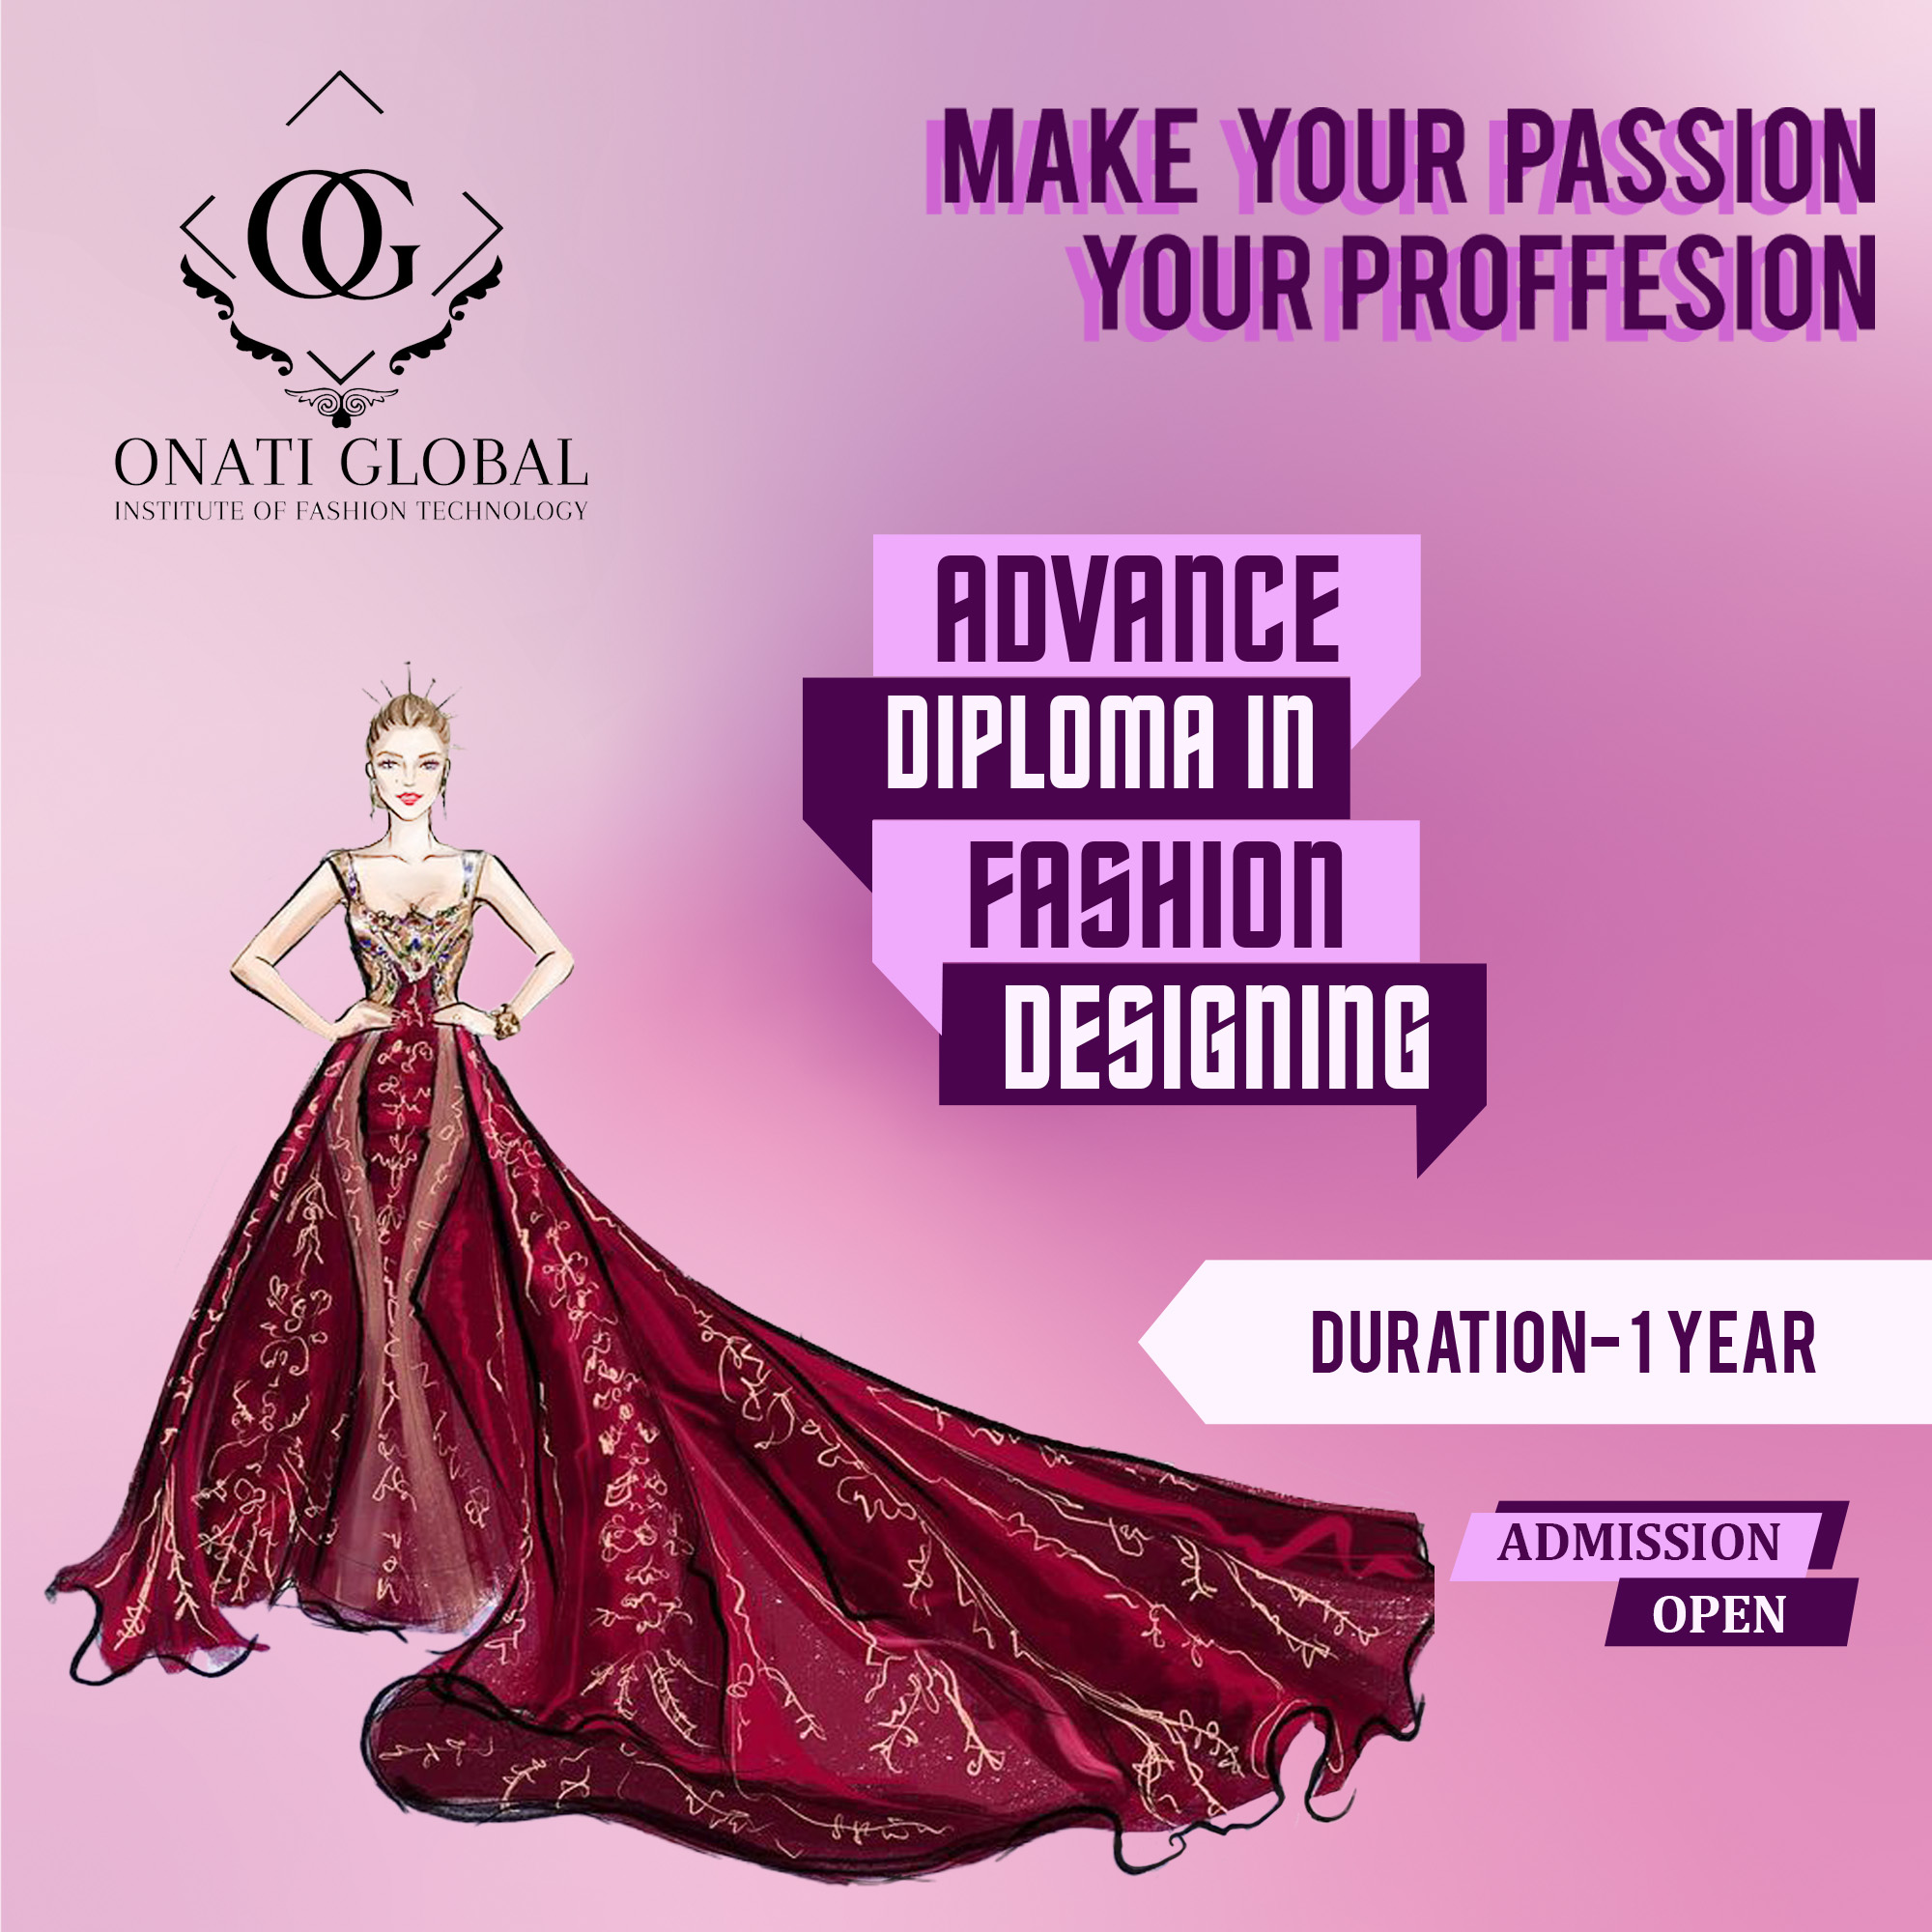 OG
ONATI GLOBAL
INSTITUTE OF FASHION TECHNOLOGY
MAKE YOUR PASSION
YOUR PROFFESION
ADVANCE
DIPLOMA IN
FASHION
DESIGNING
DURATION-1 YEAR
ADMISSION
OPEN